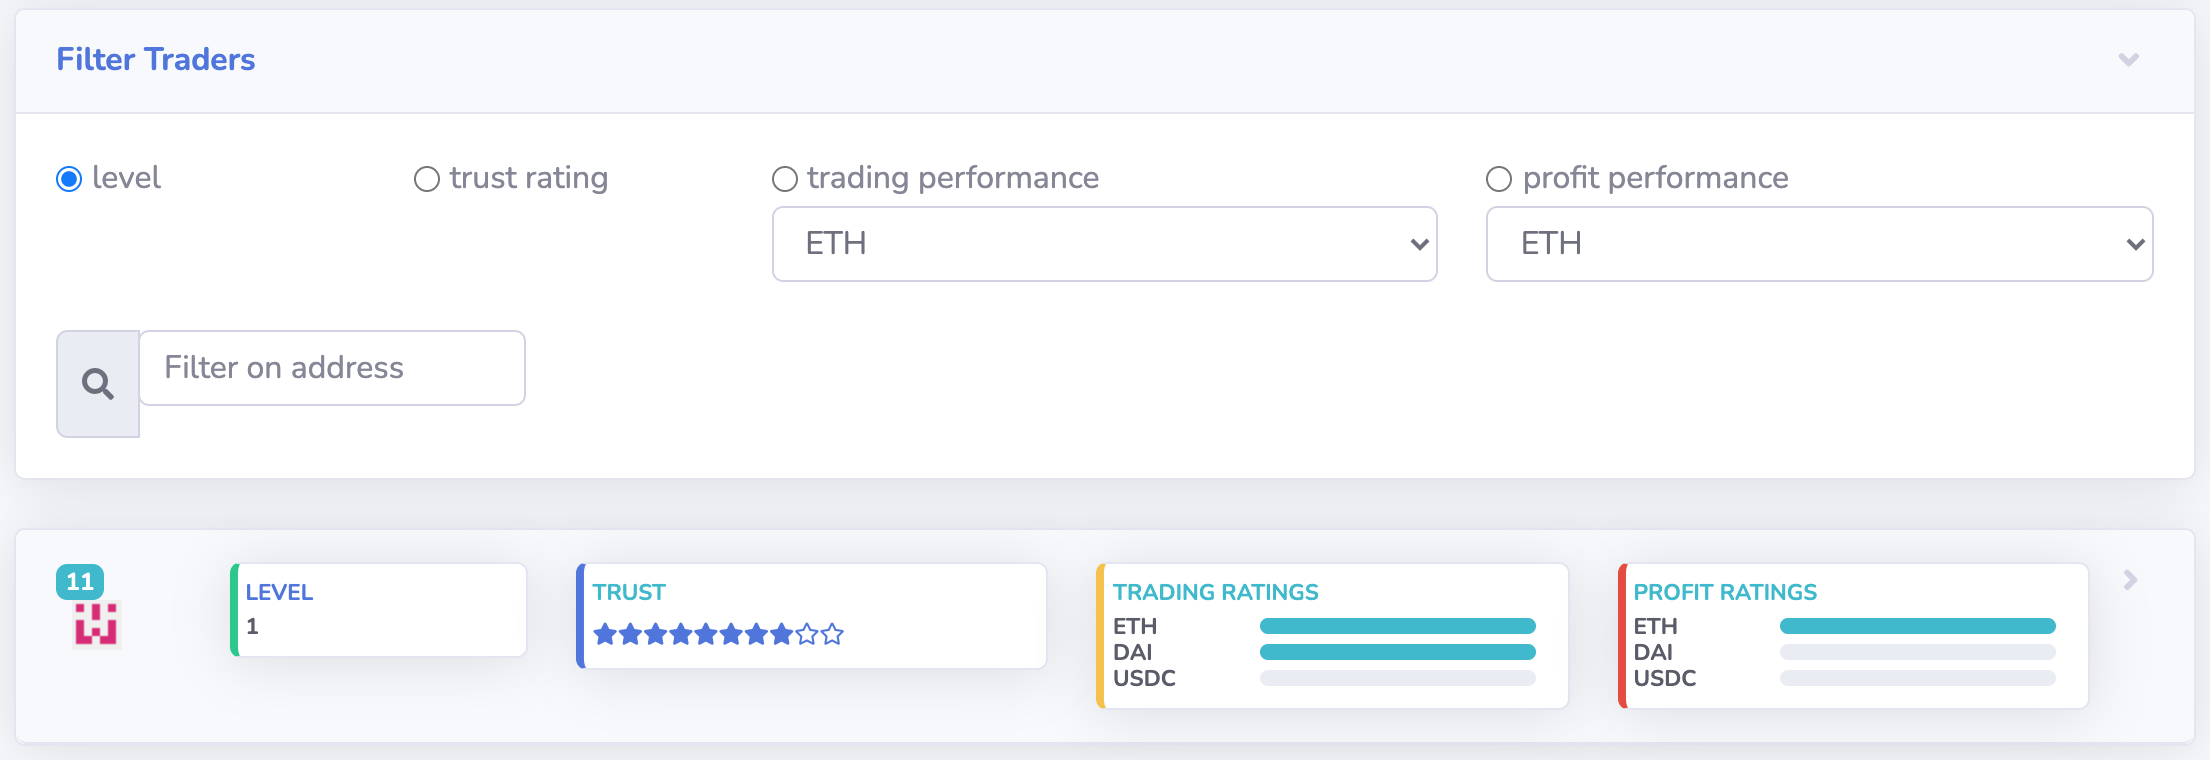 Filter Traders
level
trust rating
trading performance
profit performance
ETH
ETH
Filter on address
11
LEVEL
1
TRUST
TRADING RATINGS
ETH
DAI
USDC
PROFIT RATINGS
ETH
DAI
USDC